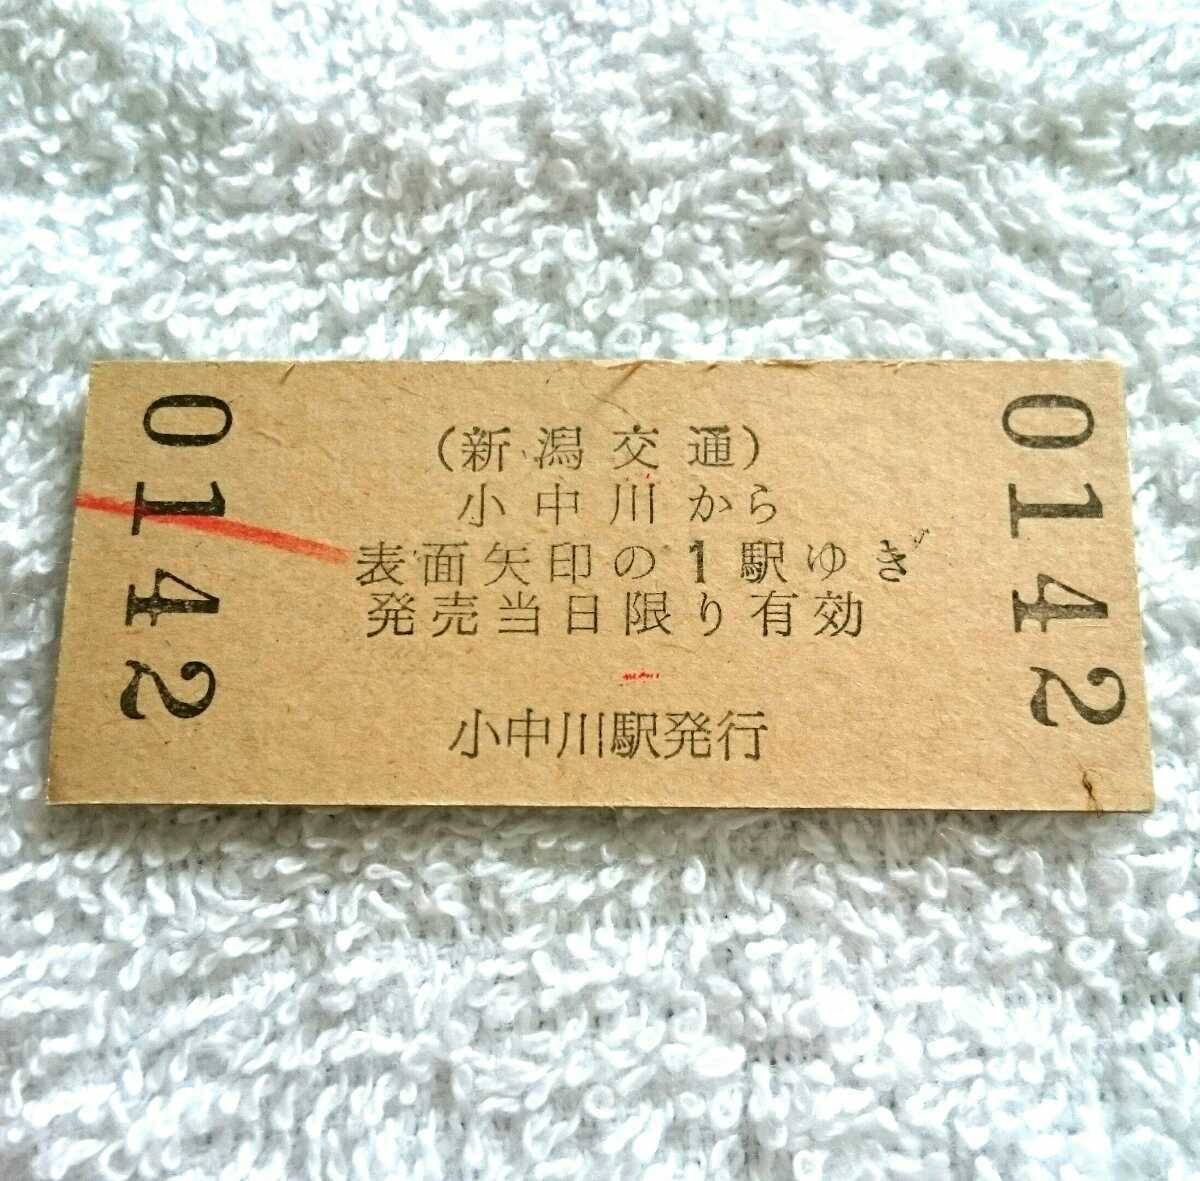 0142
(新潟交通)
小中川から
表面矢印の1駅ゆき
発売当日限り有効
小中川駅発行
0142